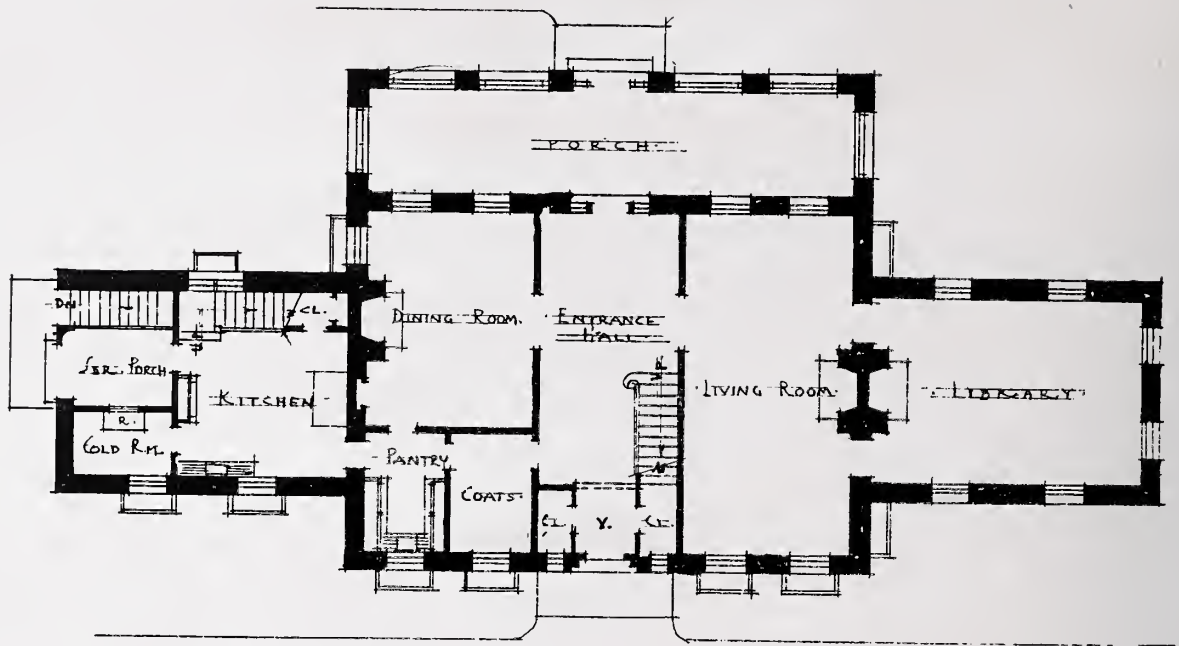 PORCH.
DINING ROOM.
ENTRANCE
HALL
LIVING ROOM.
LIBRARY.
DN
CL.
SER. PORCH
KITCHEN
R.
COLD RM.
PANTRY
COATS.
CL.
V.
CL.